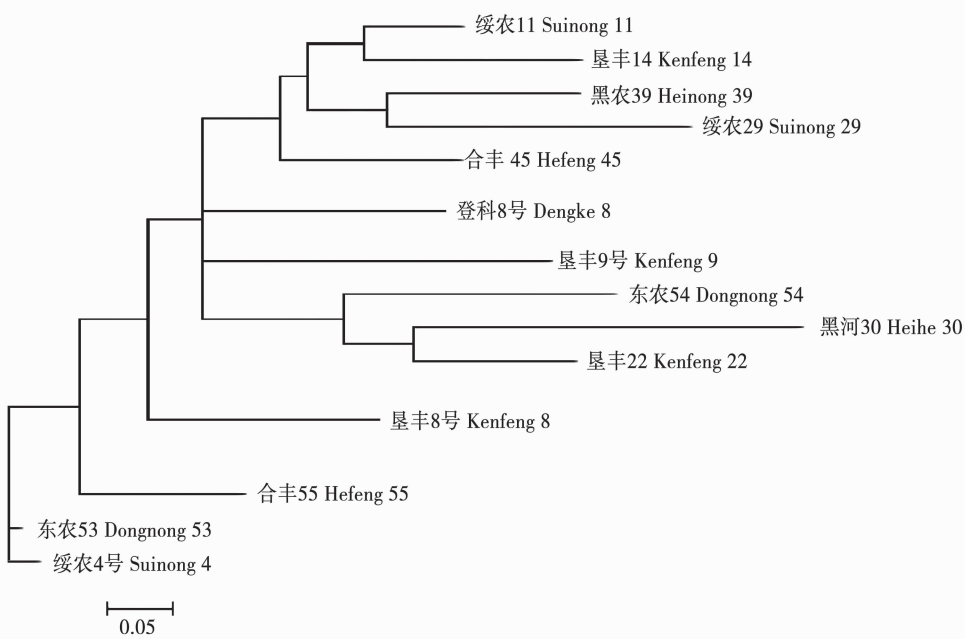 绥农11 Suinong 11
垦丰14 Kenfeng 14
黑农39 Heinong 39
绥农29 Suinong 29
合丰 45 Hefeng 45
登科8号 Dengke 8
垦丰9号 Kenfeng 9
东农54 Dongnong 54
黑河30 Heihe 30
垦丰22 Kenfeng 22
垦丰8号 Kenfeng 8
合丰55 Hefeng 55
东农53 Dongnong 53
绥农4号 Suinong 4
0.05